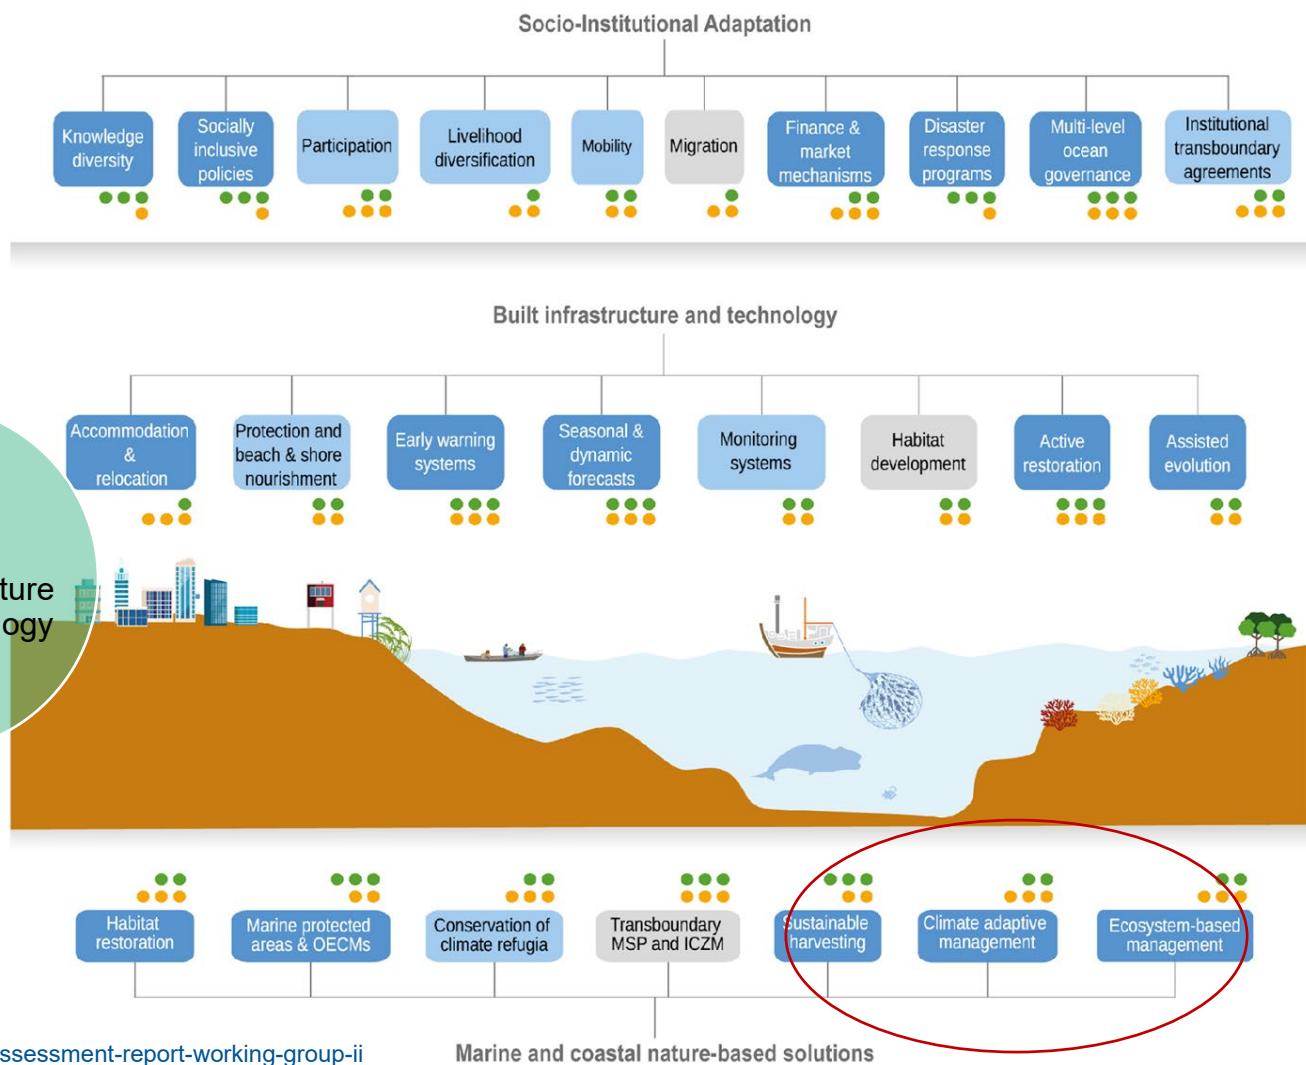 Socio-Institutional Adaptation
Knowledge
diversity
Socially
inclusive
policies
Participation
Livelihood
diversification
Mobility
Migration
Finance &
market
mechanisms
Disaster
response
programs
Multi-level
ocean
governance
Institutional
transboundary
agreements
Built infrastructure and technology
Accommodation
&
relocation
Protection and
beach & shore
nourishment
Early warning
systems
Seasonal &
dynamic
forecasts
Monitoring
systems
Habitat
development
Active
restoration
Assisted
evolution
ture
ogy
Habitat
restoration
Marine protected
areas & OECMs
Conservation of
climate refugia
Transboundary
MSP and ICZM
Sustainable
harvesting
Climate adaptive
management
Ecosystem-based
management
ssessment-report-working-group-ii
Marine and coastal nature-based solutions